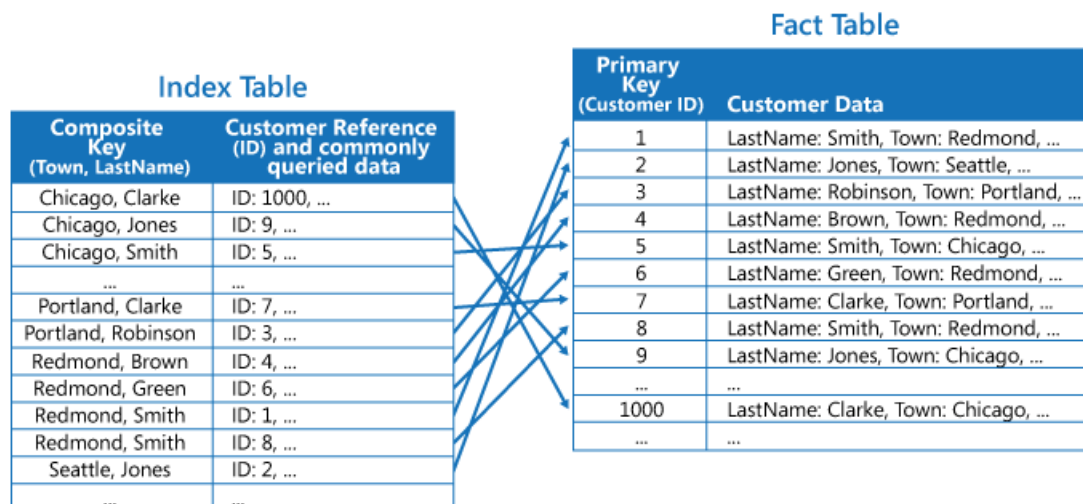 Fact Table
Primary
Key
(Customer ID)
Customer Data
1 LastName: Smith, Town: Redmond, ...
2 LastName: Jones, Town: Seattle, ...
3 LastName: Robinson, Town: Portland, ...
4 LastName: Brown, Town: Redmond, ...
5 LastName: Smith, Town: Chicago, ...
6 LastName: Green, Town: Redmond, ...
7 LastName: Clarke, Town: Portland, ...
8 LastName: Smith, Town: Redmond, ...
9 LastName: Jones, Town: Chicago, ...
... ...
1000 LastName: Clarke, Town: Chicago, ...
... ...
Index Table
Composite
Key
(Town, LastName)
Customer Reference
(ID) and commonly
queried data
Chicago, Clarke ID: 1000, ...
Chicago, Jones ID: 9, ...
Chicago, Smith ID: 5, ...
... ...
Portland, Clarke ID: 7, ...
Portland, Robinson ID: 3, ...
Redmond, Brown ID: 4, ...
Redmond, Green ID: 6, ...
Redmond, Smith ID: 1, ...
Redmond, Smith ID: 8, ...
Seattle, Jones ID: 2, ...
... ...